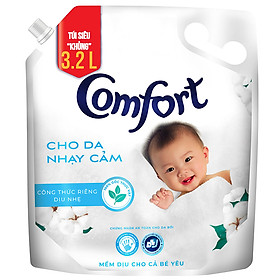 TÚI SIÊU
"KHỦNG"
3.2 L
Comfort
CHO DA
NHẠY CẢM
CÔNG THỨC RIÊNG
DỊU NHẸ
MỀM DỊU CHO CẢ BÉ YÊU